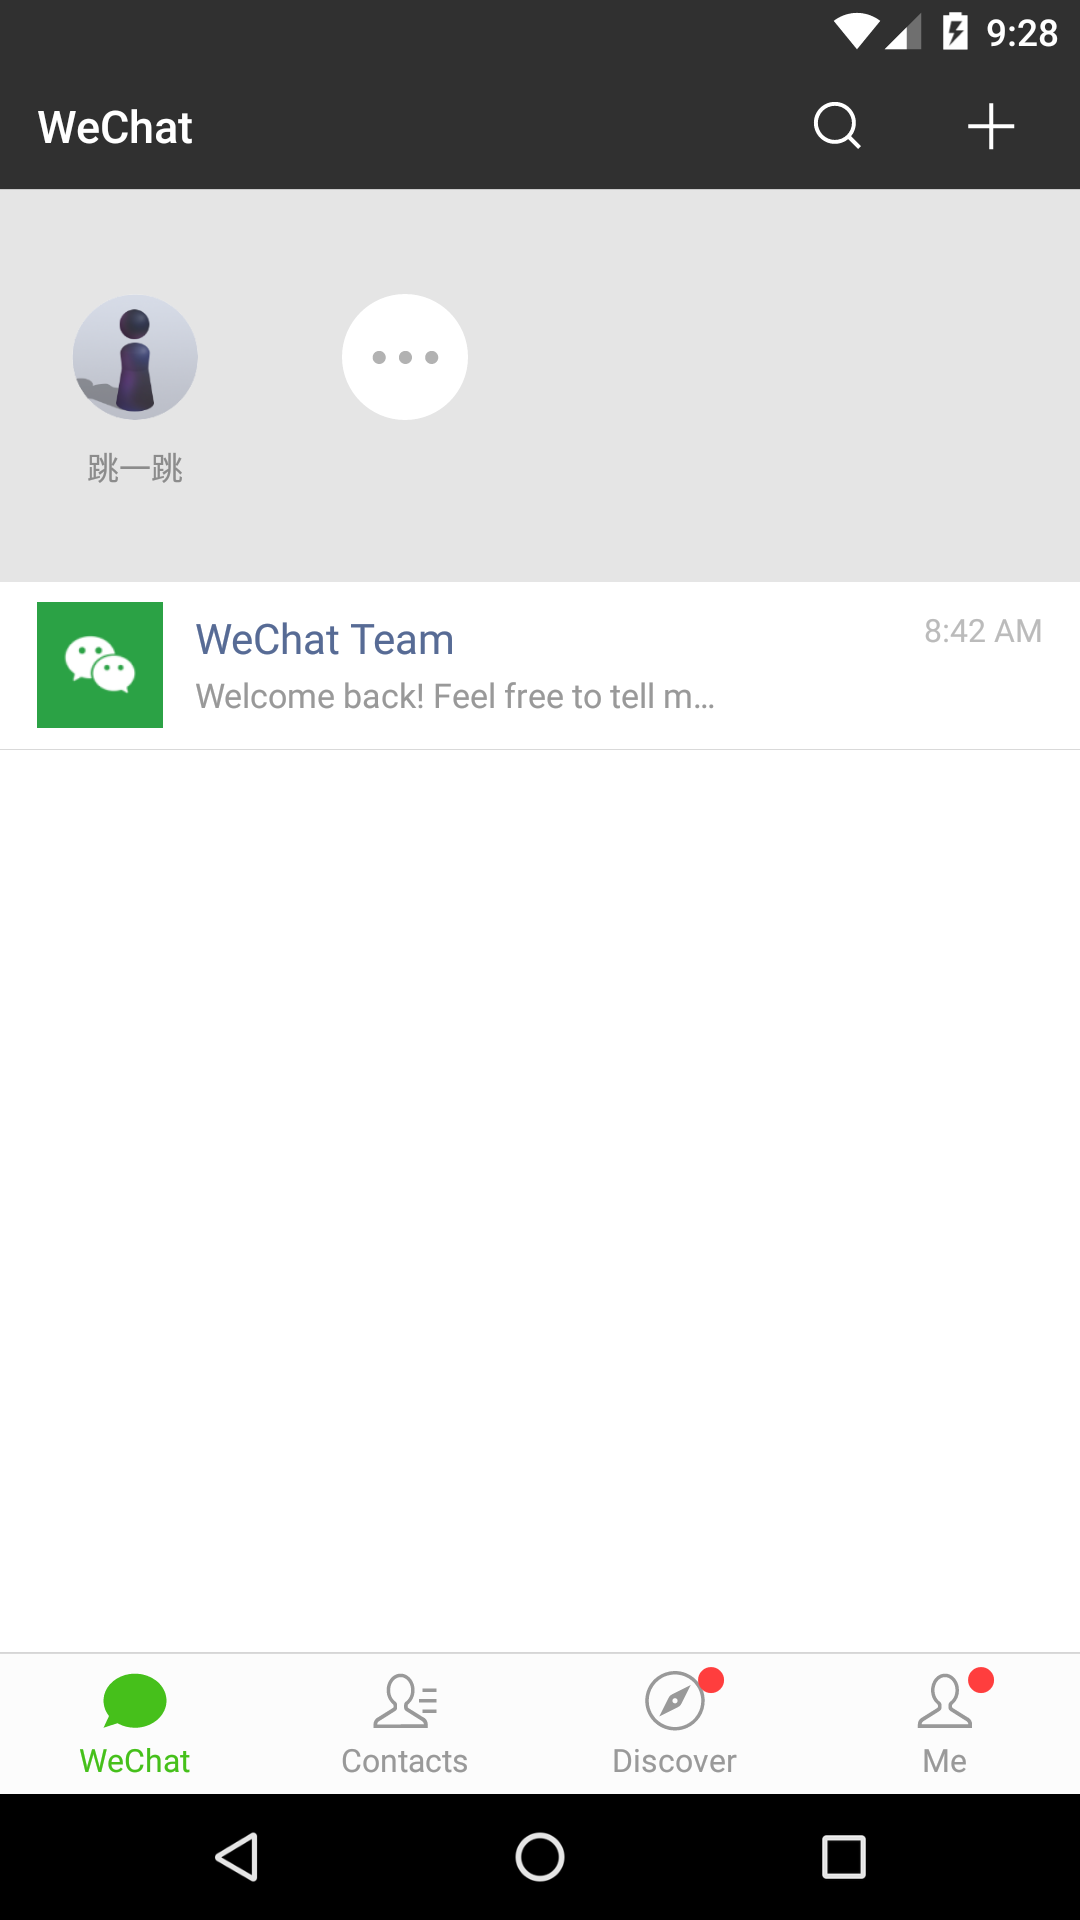 9:28
WeChat
跳一跳
WeChat Team
8:42 AM
Welcome back! Feel free to tell m...
WeChat
Contacts
Discover
Me